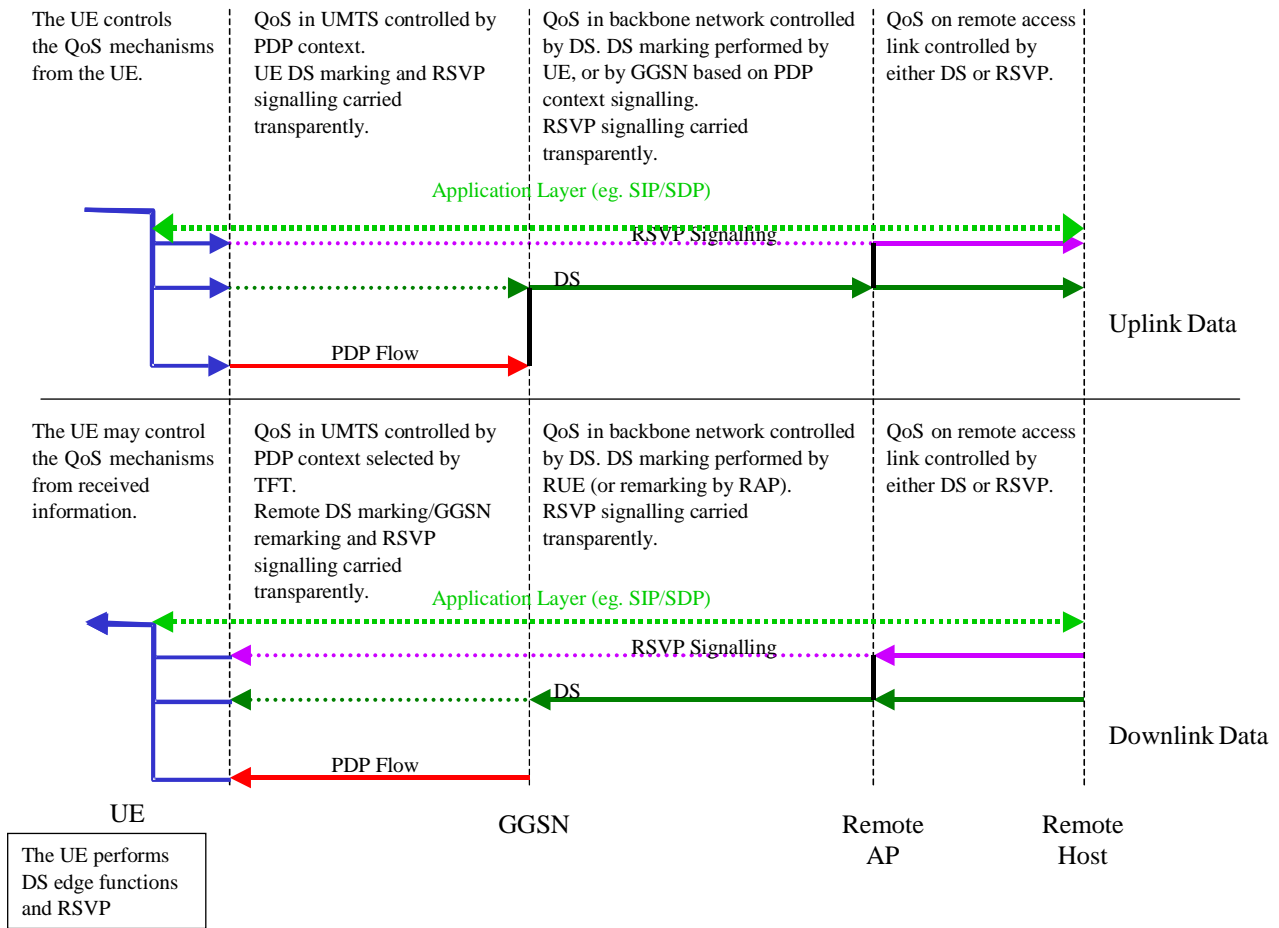 The UE controls
the QoS mechanisms
from the UE.
QoS in UMTS controlled by
PDP context.
UE DS marking and RSVP
signalling carried
transparently.
QoS in backbone network controlled
by DS. DS marking performed by
UE, or by GGSN based on PDP
context signalling.
RSVP signalling carried
transparently.
QoS on remote access
link controlled by
either DS or RSVP.
Application Layer (eg. SIP/SDP)
RSVP Signalling
DS
PDP Flow
Uplink Data
The UE may control
the QoS mechanisms
from received
information.
QoS in UMTS controlled by
PDP context selected by
TFT.
Remote DS marking/GGSN
remarking and RSVP
signalling carried
transparently.
QoS in backbone network controlled
by DS. DS marking performed by
RUE (or remarking by RAP).
RSVP signalling carried
transparently.
QoS on remote access
link controlled by
either DS or RSVP.
Application Layer (eg. SIP/SDP)
RSVP Signalling
DS
PDP Flow
Downlink Data
UE
GGSN
Remote
AP
Remote
Host
The UE performs
DS edge functions
and RSVP